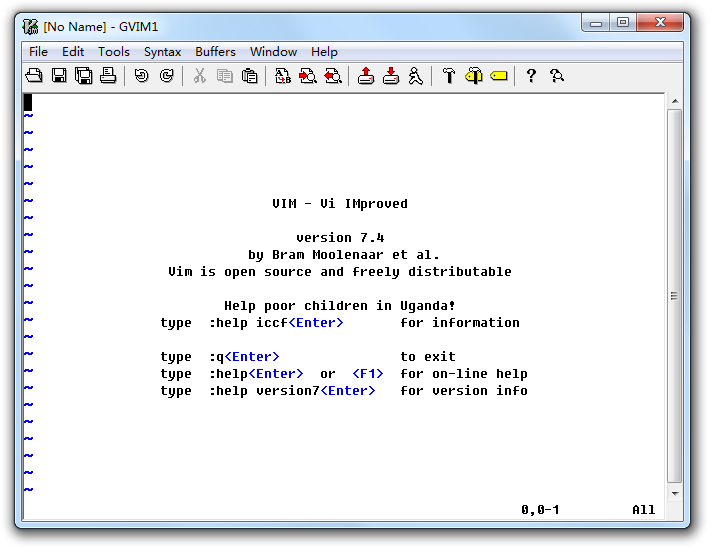 [No Name] - GVIM1
File Edit Tools Syntax Buffers Window Help
~
~
~
~
~
VIM - Vi IMproved
~
~ version 7.4
~ by Bram Moolenaar et al.
~ Vim is open source and freely distributable
~
~ Help poor children in Uganda!
~ type :help iccf<Enter> for information
~
~ type :q<Enter> to exit
~ type :help<Enter> or <F1> for on-line help
~ type :help version7<Enter> for version info
~
~
~
~
~
~
0,0-1 All